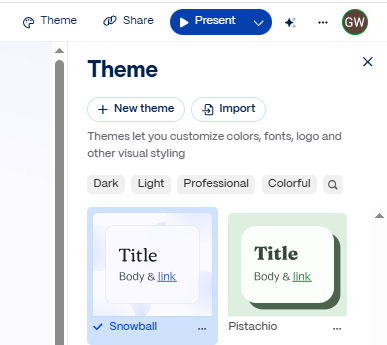 Theme Share Present GW
Theme
New theme Import
Themes let you customize colors, fonts, logo and
other visual styling
Dark Light Professional Colorful
Title Title
Body & link Body & link
Snowball Pistachio